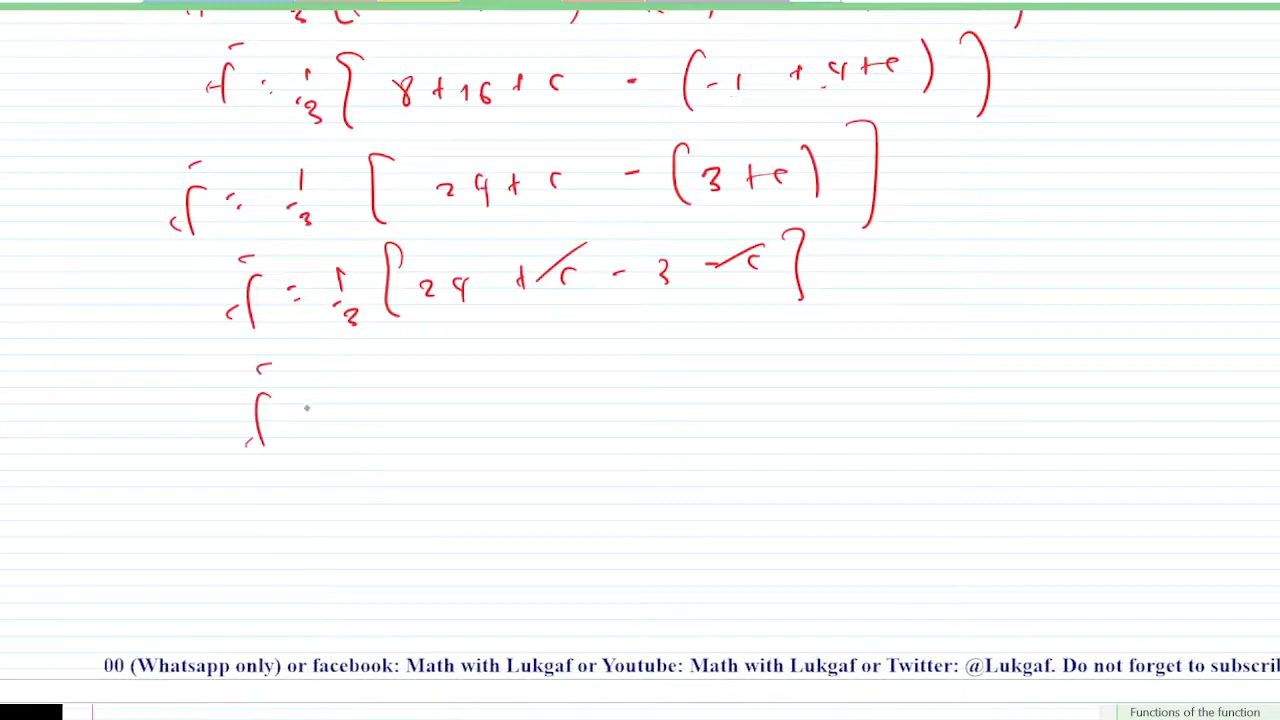 f̄ = 1/3 [ 8 + 16 + c - ( -1 + 4 + c ) ]
f̄ = 1/3 [ 24 + c - ( 3 + c ) ]
f̄ = 1/3 [ 24 + c - 3 - c ]
f̄
00 (Whatsapp only) or facebook: Math with Lukgaf or Youtube: Math with Lukgaf or Twitter: @Lukgaf. Do not forget to subscri
Functions of the function